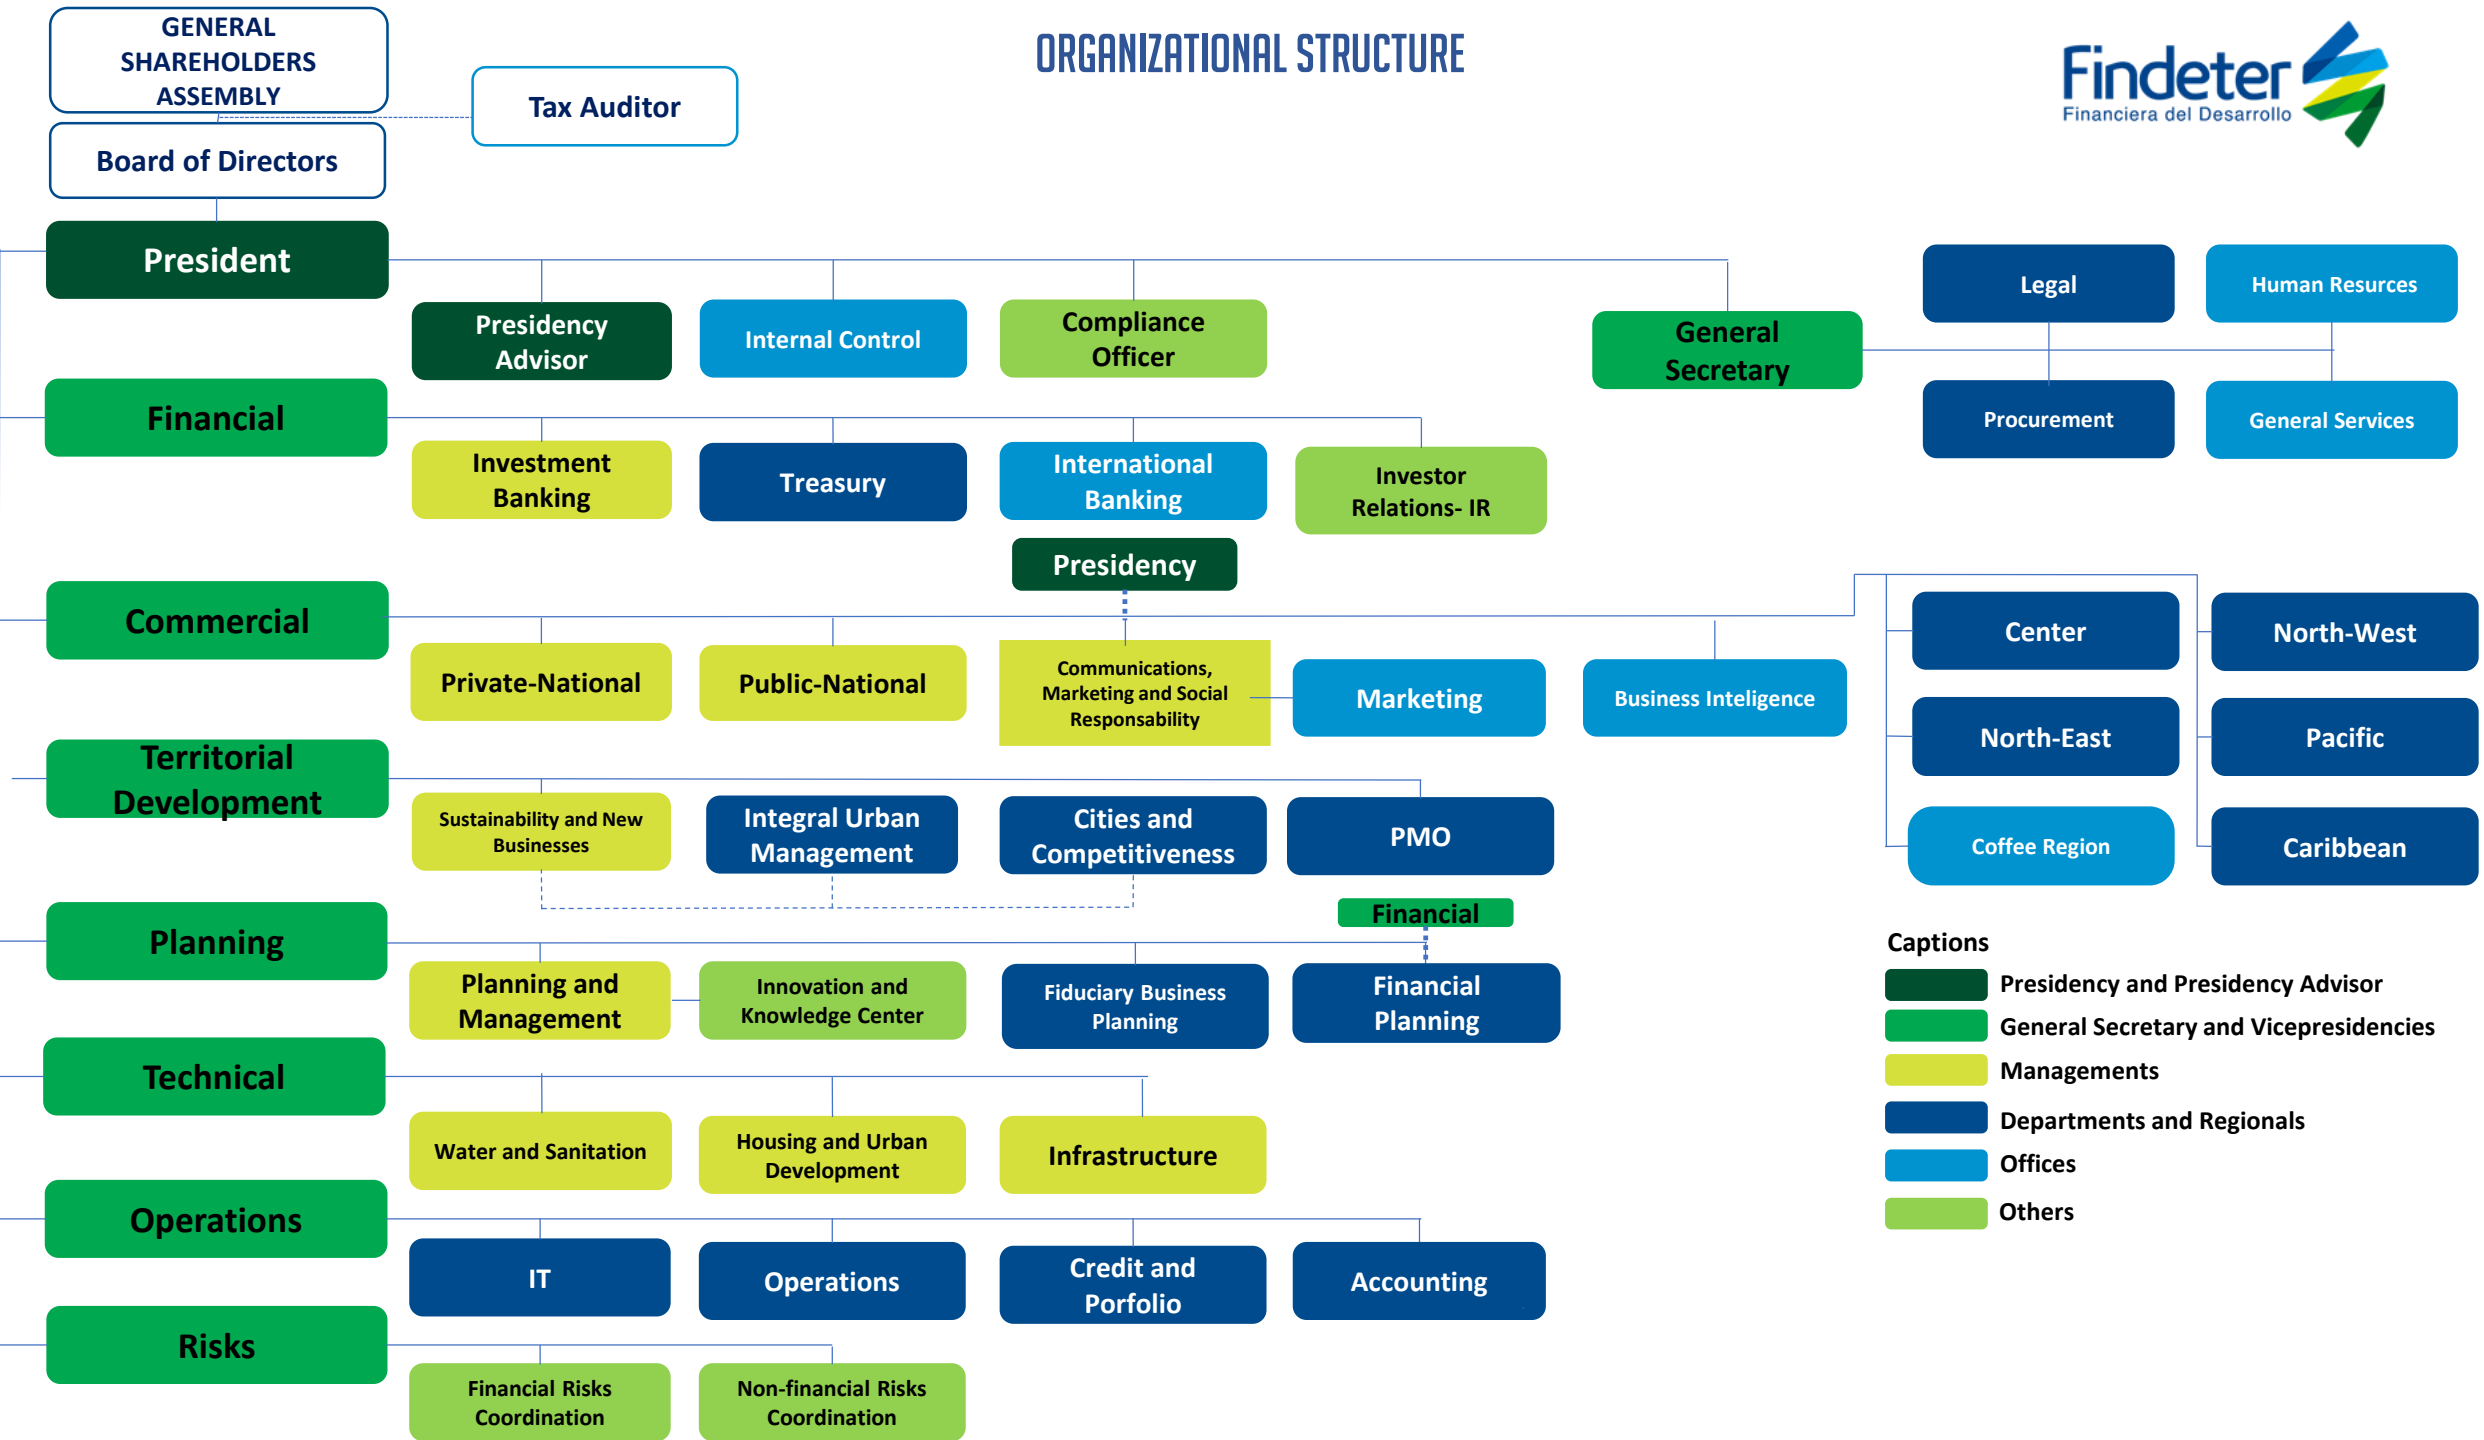 GENERAL
SHAREHOLDERS
ASSEMBLY
ORGANIZATIONAL STRUCTURE
Findeter
Financiera del Desarrollo
Tax Auditor
Board of Directors
President
Presidency
Advisor
Internal Control
Compliance
Officer
General
Secretary
Legal
Human Resurces
Procurement
General Services
Financial
Investment
Banking
Treasury
International
Banking
Investor
Relations- IR
Presidency
Commercial
Private-National
Public-National
Communications,
Marketing and Social
Responsability
Marketing
Business Inteligence
Center
North-West
North-East
Pacific
Coffee Region
Caribbean
Territorial
Development
Sustainability and New
Businesses
Integral Urban
Management
Cities and
Competitiveness
PMO
Financial
Planning
Planning and
Management
Innovation and
Knowledge Center
Fiduciary Business
Planning
Financial
Planning
Technical
Water and Sanitation
Housing and Urban
Development
Infrastructure
Operations
IT
Operations
Credit and
Porfolio
Accounting
Risks
Financial Risks
Coordination
Non-financial Risks
Coordination
Captions
Presidency and Presidency Advisor
General Secretary and Vicepresidencies
Managements
Departments and Regionals
Offices
Others